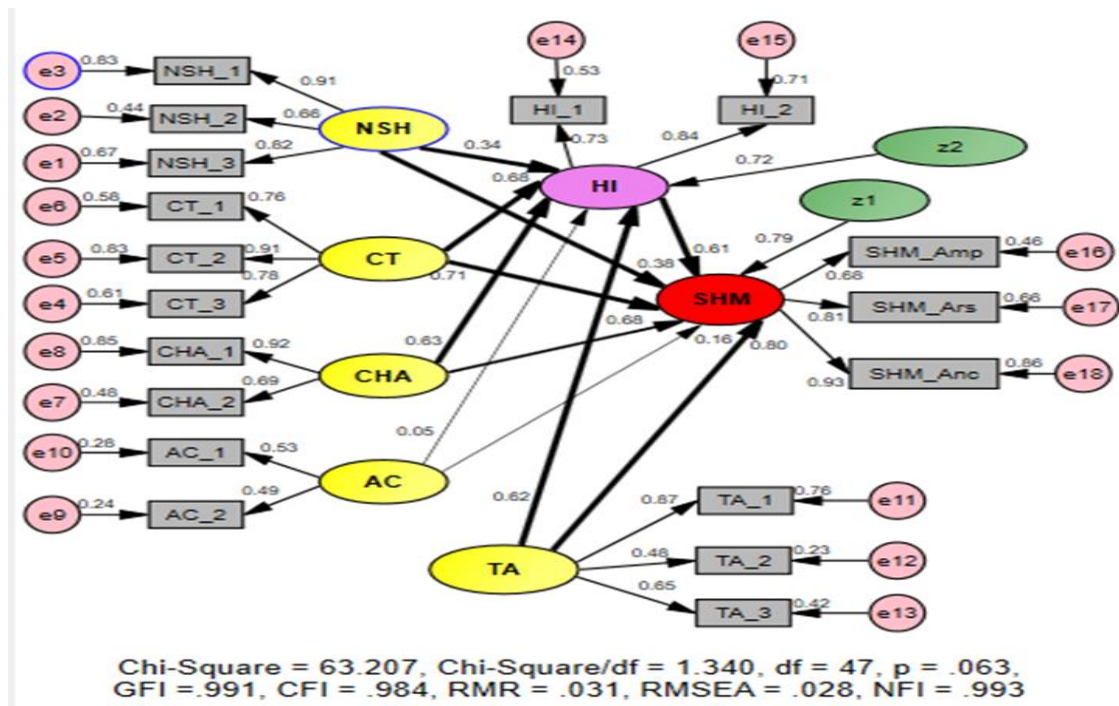 e14
e15
e3
0.83
NSH_1
0.53
0.71
e2
0.44
NSH_2
0.91
HI_1
HI_2
0.66
NSH
e1
0.67
NSH_3
0.82
0.34
0.73
0.84
z2
0.72
e6
0.58
CT_1
0.76
0.68
HI
z1
e5
0.83
CT_2
0.91
CT
0.61
0.79
SHM_Amp
0.46
e16
0.78
0.71
0.38
0.68
e4
0.61
CT_3
SHM
SHM_Ars
0.66
e17
0.81
e8
0.85
CHA_1
0.92
0.63
0.68
0.16
0.80
CHA
SHM_Anc
0.86
e18
0.93
e7
0.48
CHA_2
0.69
e10
0.28
AC_1
0.53
0.05
AC
e9
0.24
AC_2
0.49
0.62
0.87
TA_1
0.76
e11
TA
0.48
TA_2
0.23
e12
0.65
TA_3
0.42
e13
Chi-Square = 63.207, Chi-Square/df = 1.340, df = 47, p = .063,
GFI =.991, CFI = .984, RMR = .031, RMSEA = .028, NFI = .993